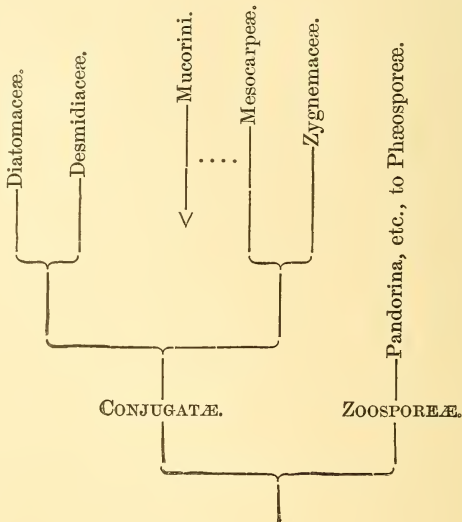 Diatomaceæ.
Desmidiaceæ.
Mucorini.
Mesocarpeæ.
Zygnemaceæ.
Pandorina, etc., to Phæosporeæ.
CONJUGATÆ.
ZOOSPOREÆ.